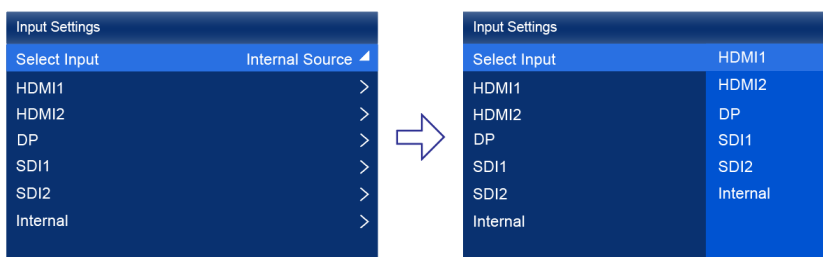 Input Settings
Select Input Internal Source
HDMI1 >
HDMI2 >
DP >
SDI1 >
SDI2 >
Internal >
Input Settings
Select Input HDMI1
HDMI1 HDMI2
HDMI2 DP
DP SDI1
SDI1 SDI2
SDI2 Internal
Internal